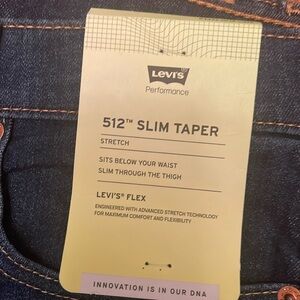 Levi's
Performance
512™ SLIM TAPER
STRETCH
SITS BELOW YOUR WAIST
SLIM THROUGH THE THIGH
LEVI'S® FLEX
ENGINEERED WITH ADVANCED STRETCH TECHNOLOGY
FOR MAXIMUM COMFORT AND FLEXIBILITY
INNOVATION IS IN OUR DNA